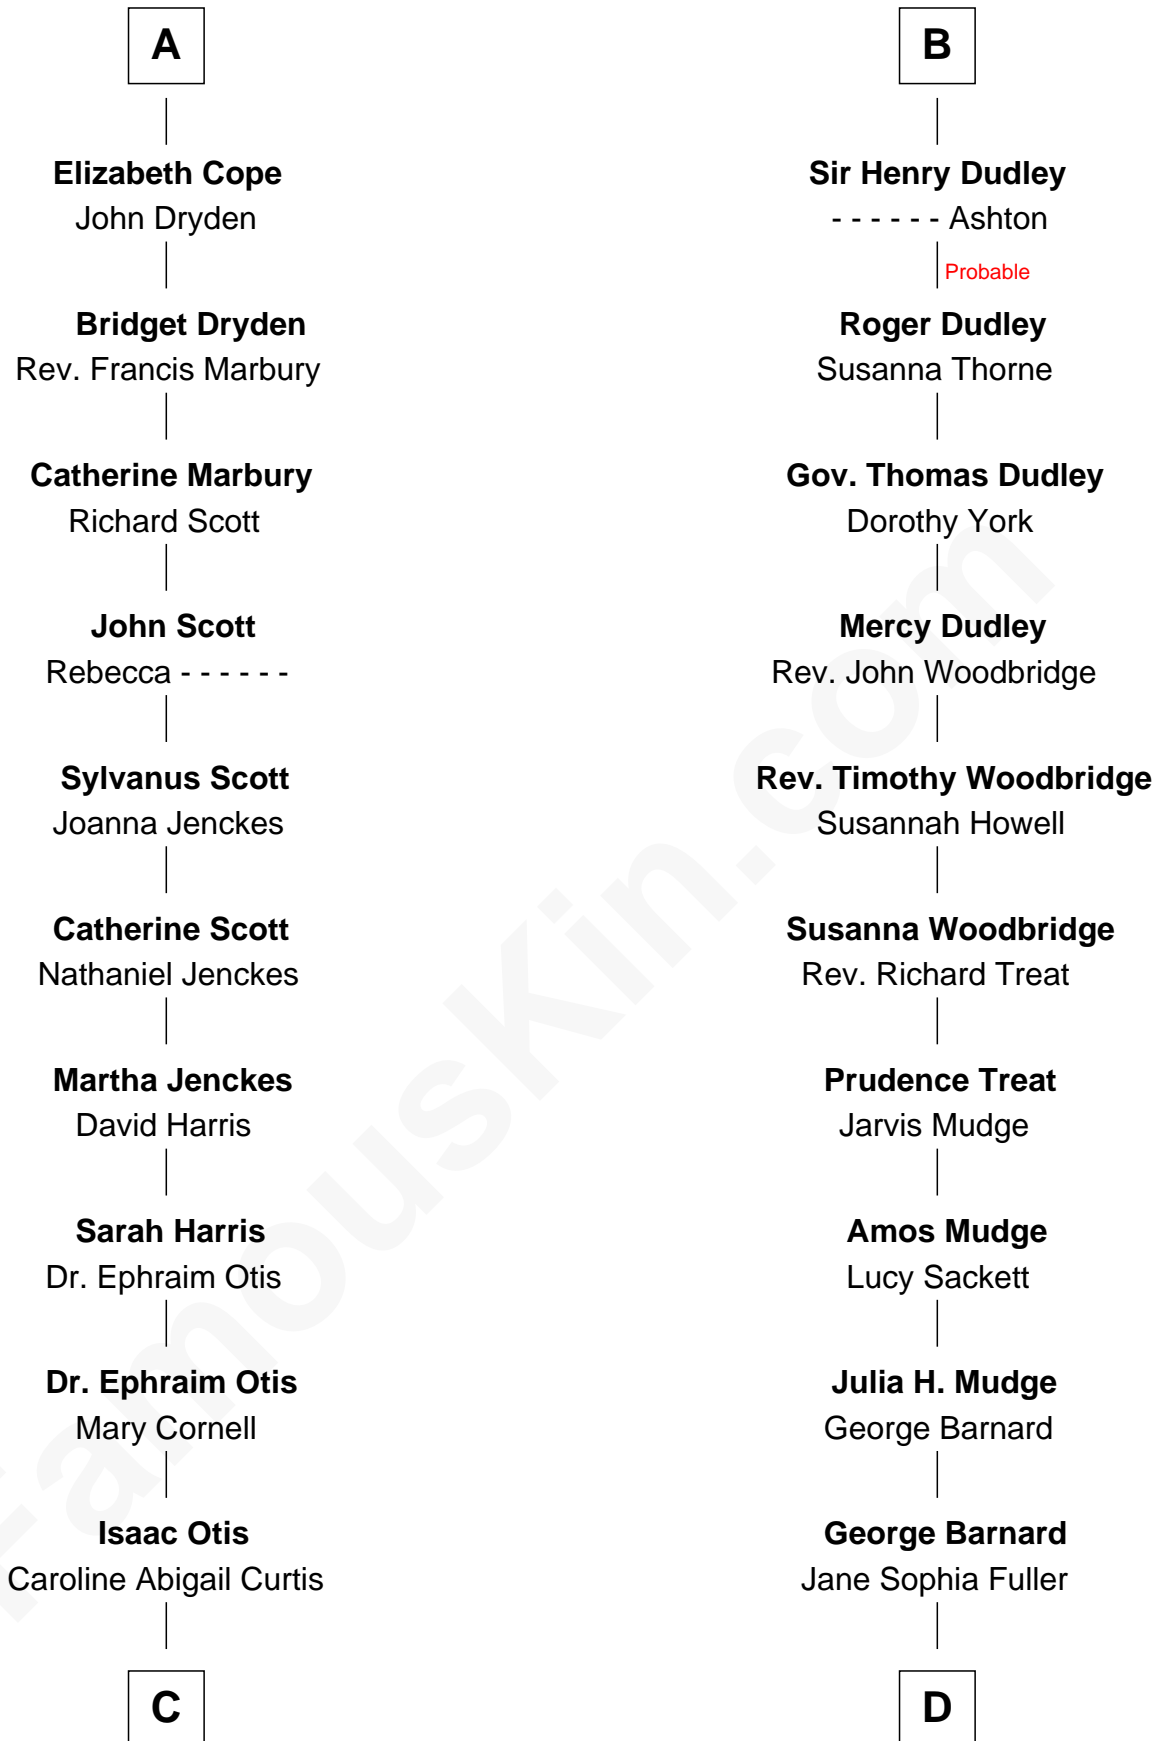 A
Elizabeth Cope
John Dryden
Bridget Dryden
Rev. Francis Marbury
Catherine Marbury
Richard Scott
John Scott
Rebecca - - - - - -
Sylvanus Scott
Joanna Jenckes
Catherine Scott
Nathaniel Jenckes
Martha Jenckes
David Harris
Sarah Harris
Dr. Ephraim Otis
Dr. Ephraim Otis
Mary Cornell
Isaac Otis
Caroline Abigail Curtis
C
B
Sir Henry Dudley
- - - - - - Ashton
Probable
Roger Dudley
Susanna Thorne
Gov. Thomas Dudley
Dorothy York
Mercy Dudley
Rev. John Woodbridge
Rev. Timothy Woodbridge
Susannah Howell
Susanna Woodbridge
Rev. Richard Treat
Prudence Treat
Jarvis Mudge
Amos Mudge
Lucy Sackett
Julia H. Mudge
George Barnard
George Barnard
Jane Sophia Fuller
D
FamousKin.com